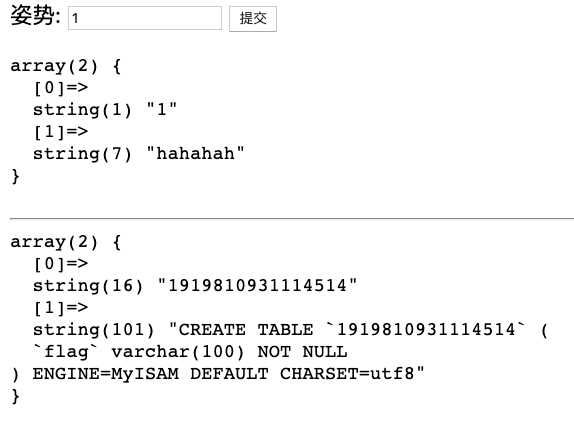 姿势: 1 提交
array(2) {
  [0]=>
  string(1) "1"
  [1]=>
  string(7) "hahahah"
}
array(2) {
  [0]=>
  string(16) "1919810931114514"
  [1]=>
  string(101) "CREATE TABLE `1919810931114514` (
  `flag` varchar(100) NOT NULL
) ENGINE=MyISAM DEFAULT CHARSET=utf8"
}